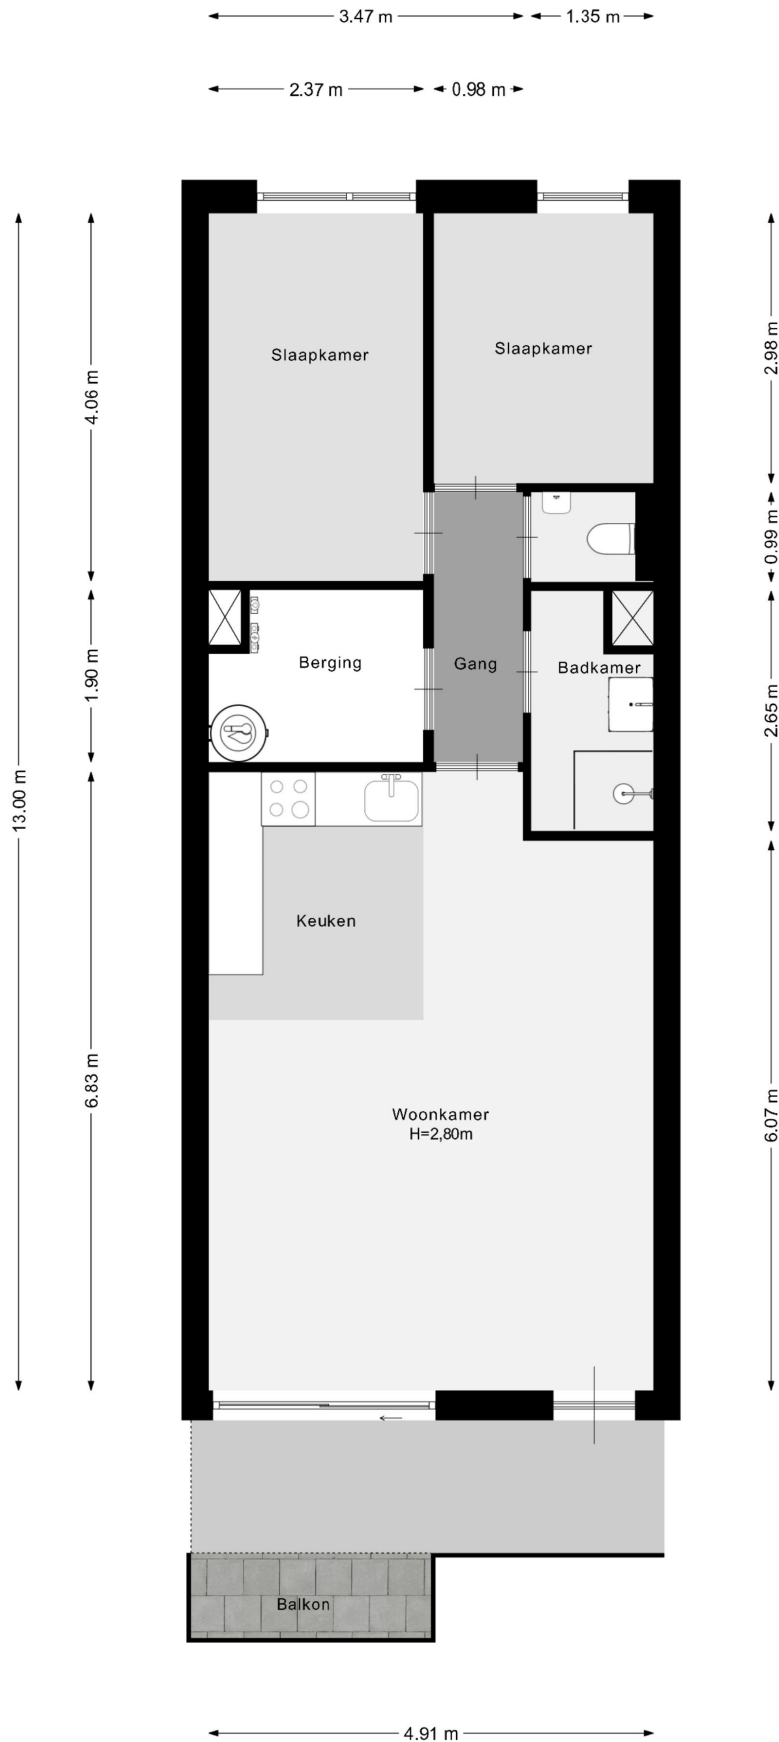 3.47 m
1.35 m
2.37 m
0.98 m
Slaapkamer
Slaapkamer
4.06 m
2.98 m
0.99 m
Berging
Gang
Badkamer
1.90 m
2.65 m
13.00 m
Keuken
6.83 m
Woonkamer
H=2,80m
6.07 m
Balkon
4.91 m